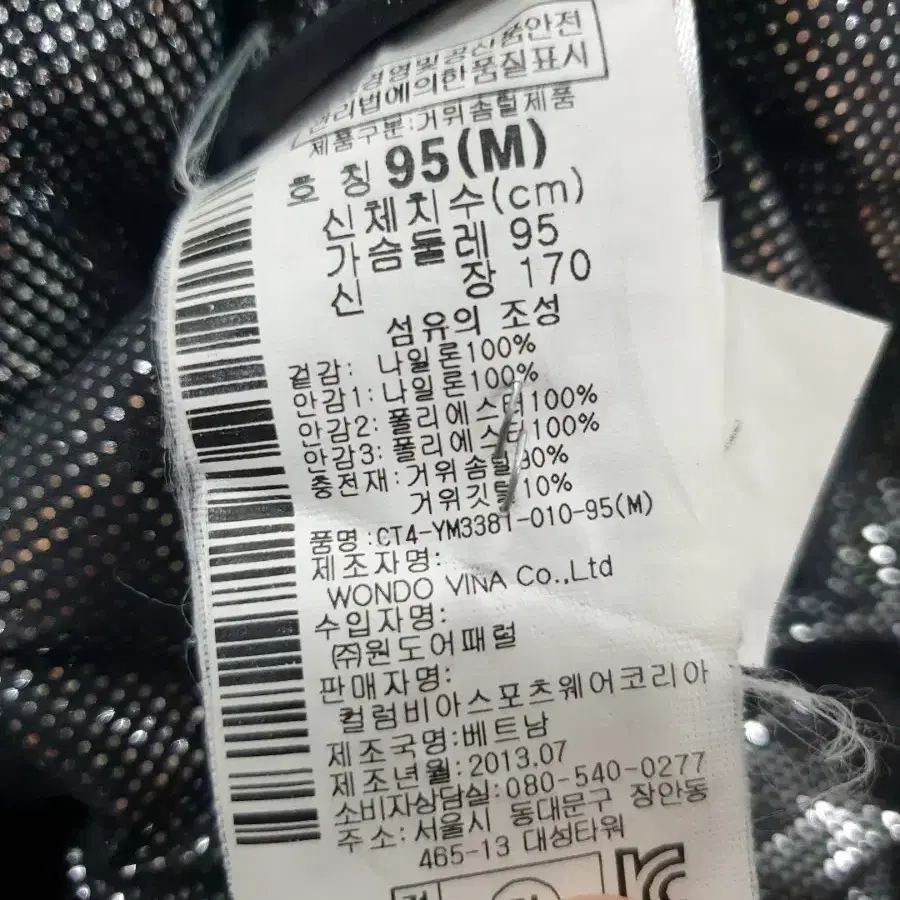 품질경영및공산품안전
관리법에의한품질표시
제품구분:거위솜털제품
호 칭 95(M)
신체치수(cm)
가슴둘레 95
신 장 170
섬유의 조성
겉감: 나일론100%
안감1:나일론100%
안감2:폴리에스터100%
안감3:폴리에스터100%
충전재:거위솜털90%
거위깃털10%
품명:CT4-YM3381-010-95(M)
제조자명:
WONDO VINA Co.,Ltd
수입자명:
㈜원도어패럴
판매자명:
컬럼비아스포츠웨어코리아
제조국명:베트남
제조년월:2013.07
소비자상담실:080-540-0277
주 소:서울시 동대문구 장안동
465-13 대성타워